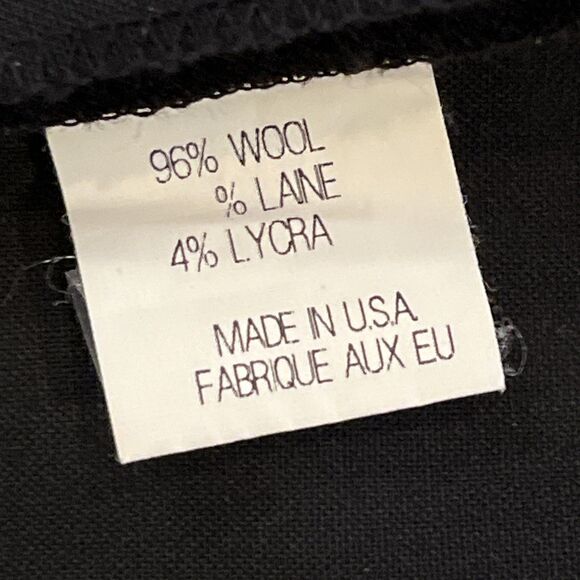 96% WOOL
% LAINE
4% LYCRA
MADE IN U.S.A.
FABRIQUE AUX EU